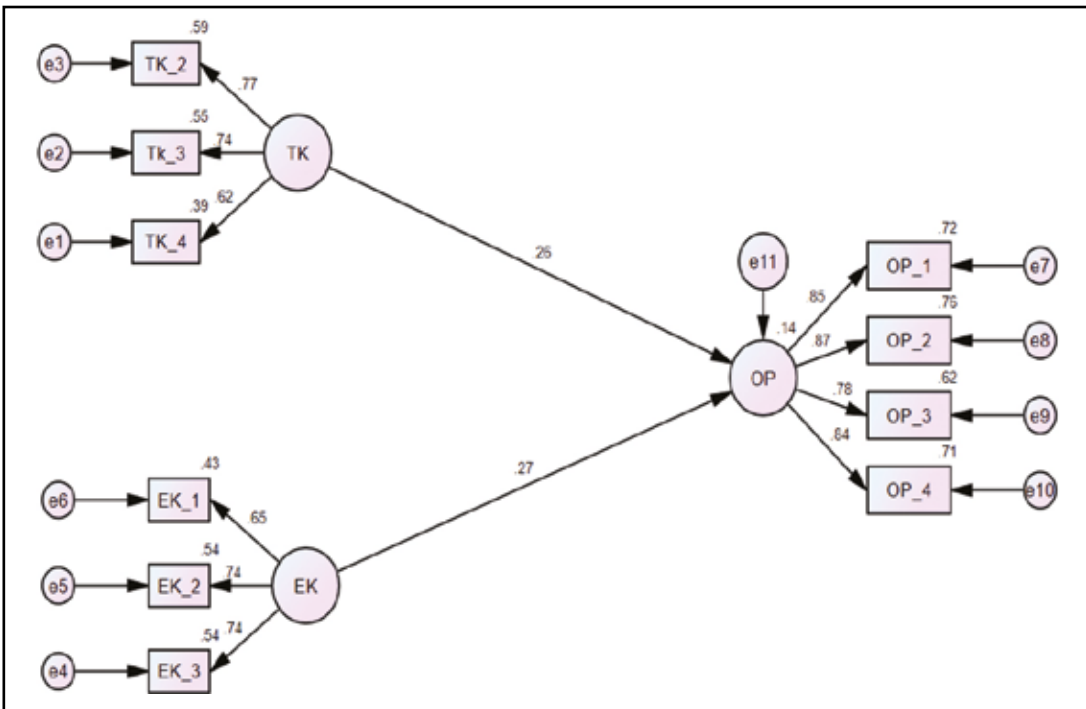 .59
e3
TK_2
.77
.55
e2
Tk_3
.74
TK
.62
.39
e1
TK_4
.26
e11
.72
OP_1
e7
.85
.76
.14
.87
OP_2
e8
OP
.62
.78
OP_3
e9
.84
.71
OP_4
e10
.27
.43
e6
EK_1
.65
.54
e5
EK_2
.74
EK
.54
.74
e4
EK_3